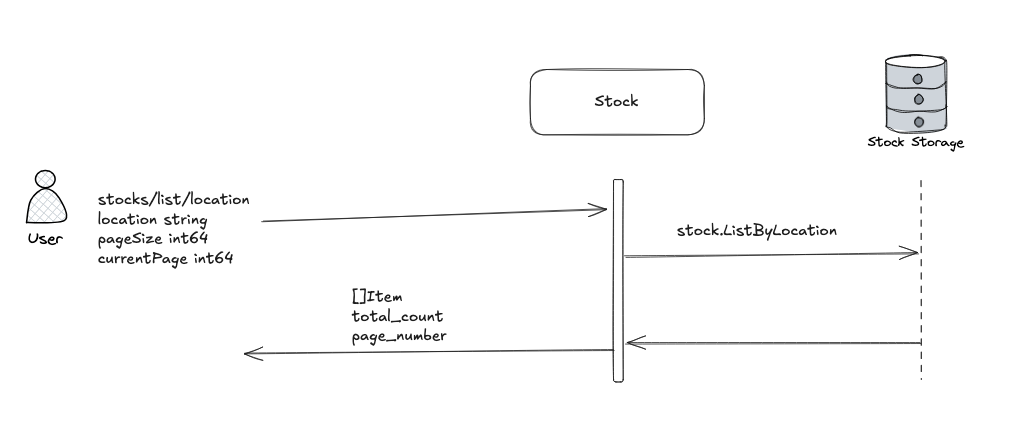 Stock
Stock Storage
User
stocks/list/location
location string
pageSize int64
currentPage int64
stock.ListByLocation
[]Item
total_count
page_number